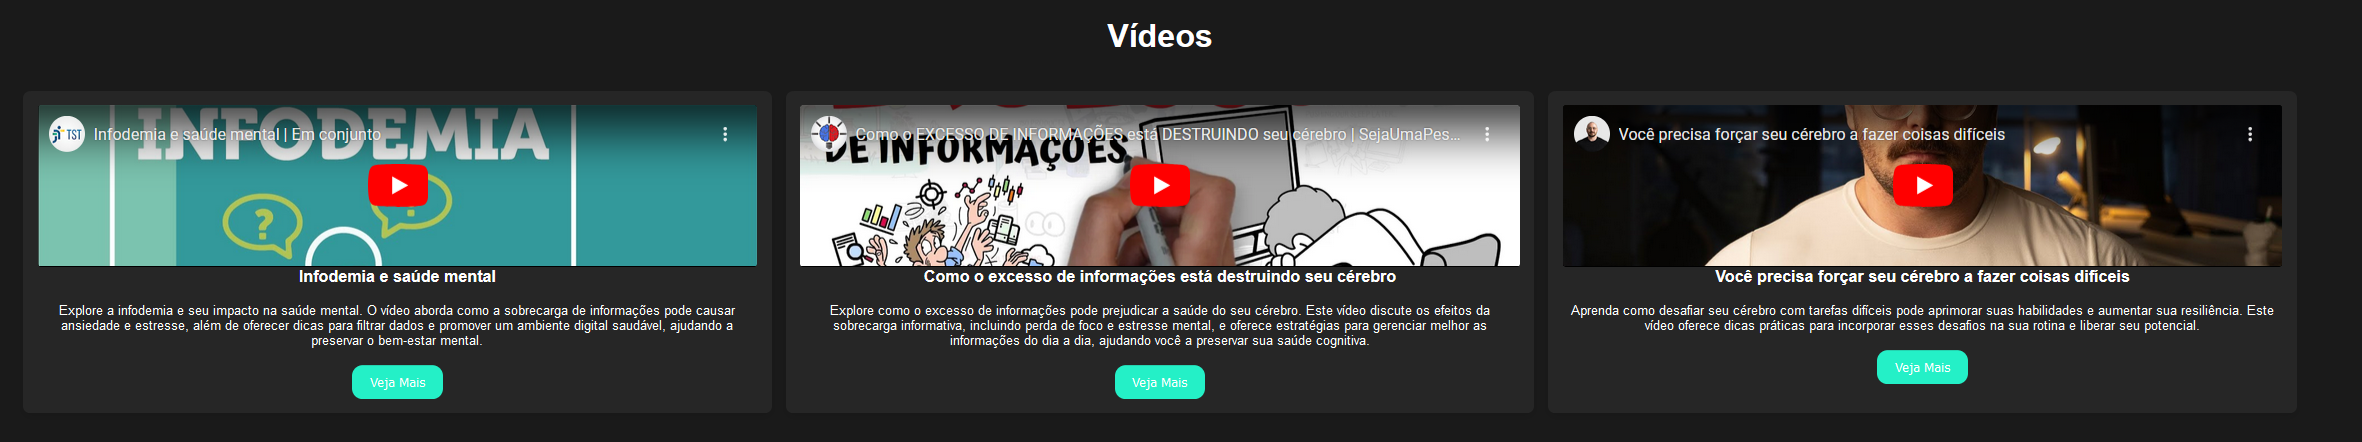 Vídeos
TST
Infodemia e saúde mental | Em conjunto
INFODEMIA
?
?
Infodemia e saúde mental
Explore a infodemia e seu impacto na saúde mental. O vídeo aborda como a sobrecarga de informações pode causar
ansiedade e estresse, além de oferecer dicas para filtrar dados e promover um ambiente digital saudável, ajudando a
preservar o bem-estar mental.
Veja Mais
Como o EXCESSO DE INFORMAÇÕES está DESTRUINDO seu cérebro | SejaUmaPes...
DE INFORMAÇÕES
Como o excesso de informações está destruindo seu cérebro
Explore como o excesso de informações pode prejudicar a saúde do seu cérebro. Este vídeo discute os efeitos da
sobrecarga informativa, incluindo perda de foco e estresse mental, e oferece estratégias para gerenciar melhor as
informações do dia a dia, ajudando você a preservar sua saúde cognitiva.
Veja Mais
Você precisa forçar seu cérebro a fazer coisas difíceis
Você precisa forçar seu cérebro a fazer coisas difíceis
Aprenda como desafiar seu cérebro com tarefas difíceis pode aprimorar suas habilidades e aumentar sua resiliência. Este
vídeo oferece dicas práticas para incorporar esses desafios na sua rotina e liberar seu potencial.
Veja Mais